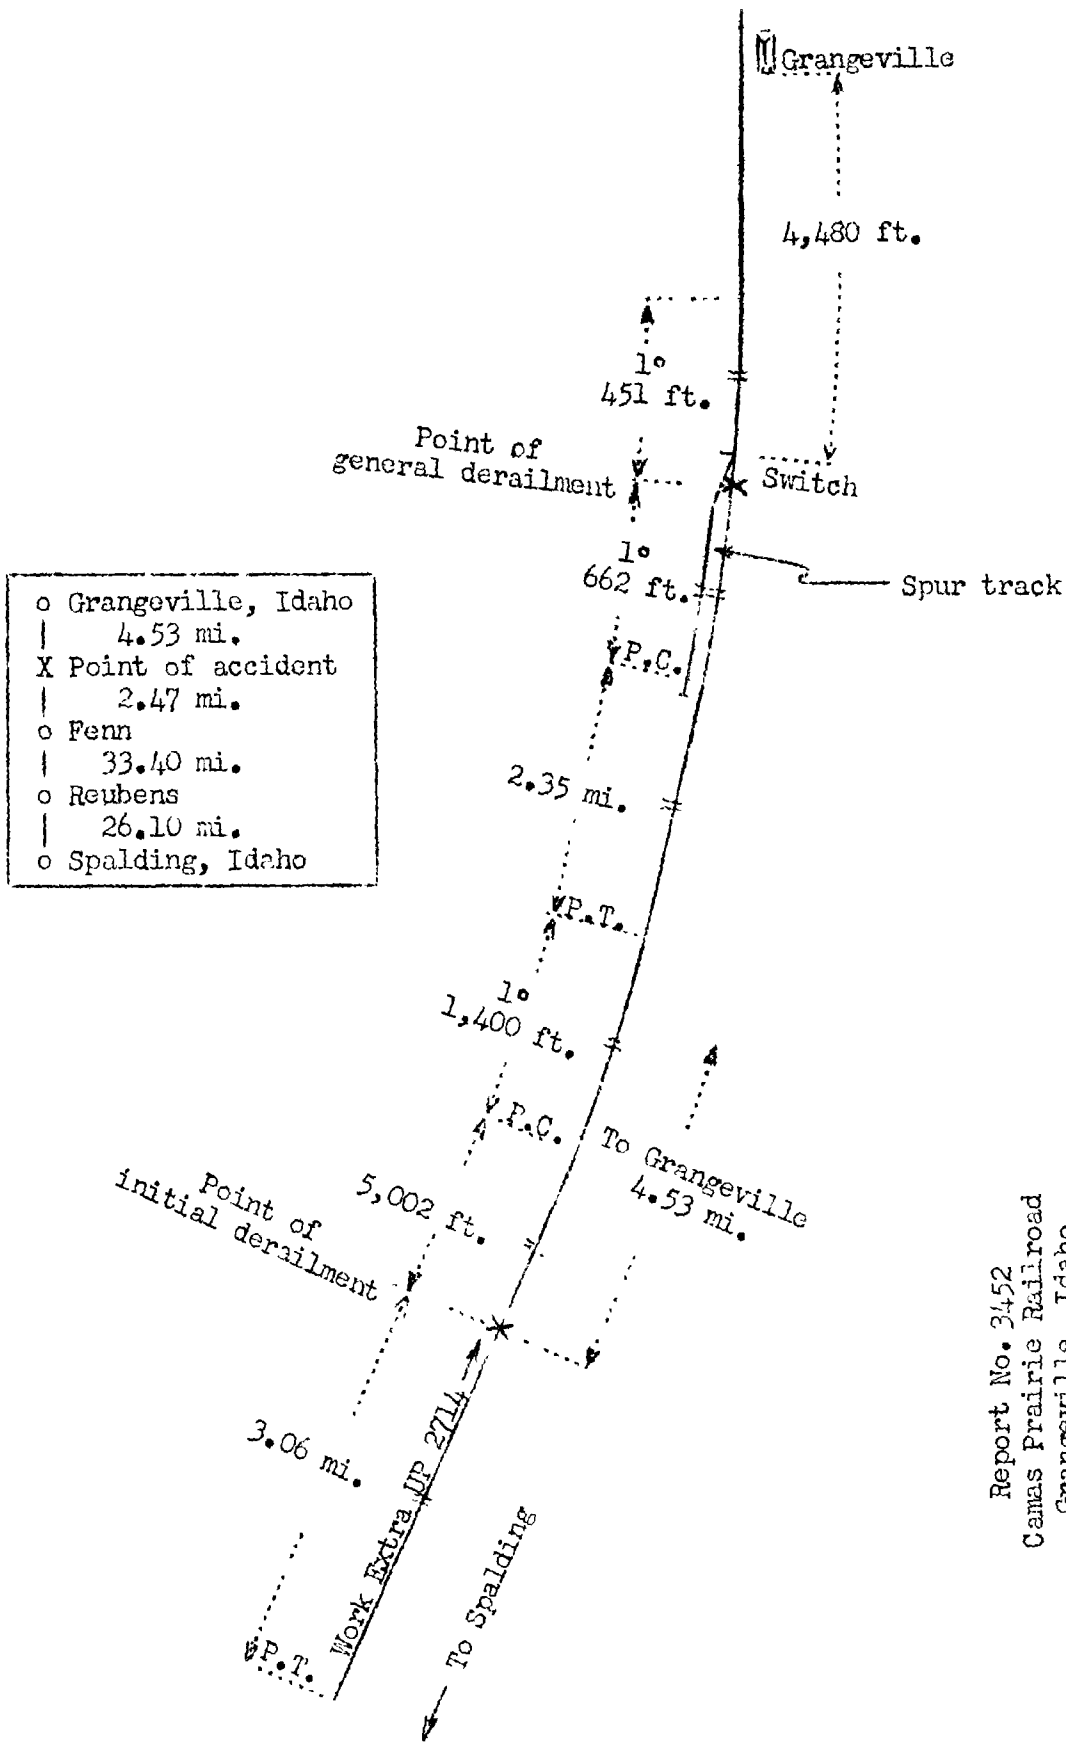 Grangeville
4,480 ft.
1°
451 ft.
Point of
general derailment
Switch
1°
662 ft.
Spur track
P.C.
o Grangeville, Idaho
4.53 mi.
X Point of accident
2.47 mi.
o Fenn
33.40 mi.
o Reubens
26.10 mi.
o Spalding, Idaho
2.35 mi.
P.T.
1°
1,400 ft.
P.C.
To Grangeville
4.53 mi.
5,002 ft.
Point of
initial derailment
3.06 mi.
Work Extra UP 2714
To Spalding
P.T.
Report No. 3452
Camas Prairie Railroad
Grangeville, Idaho